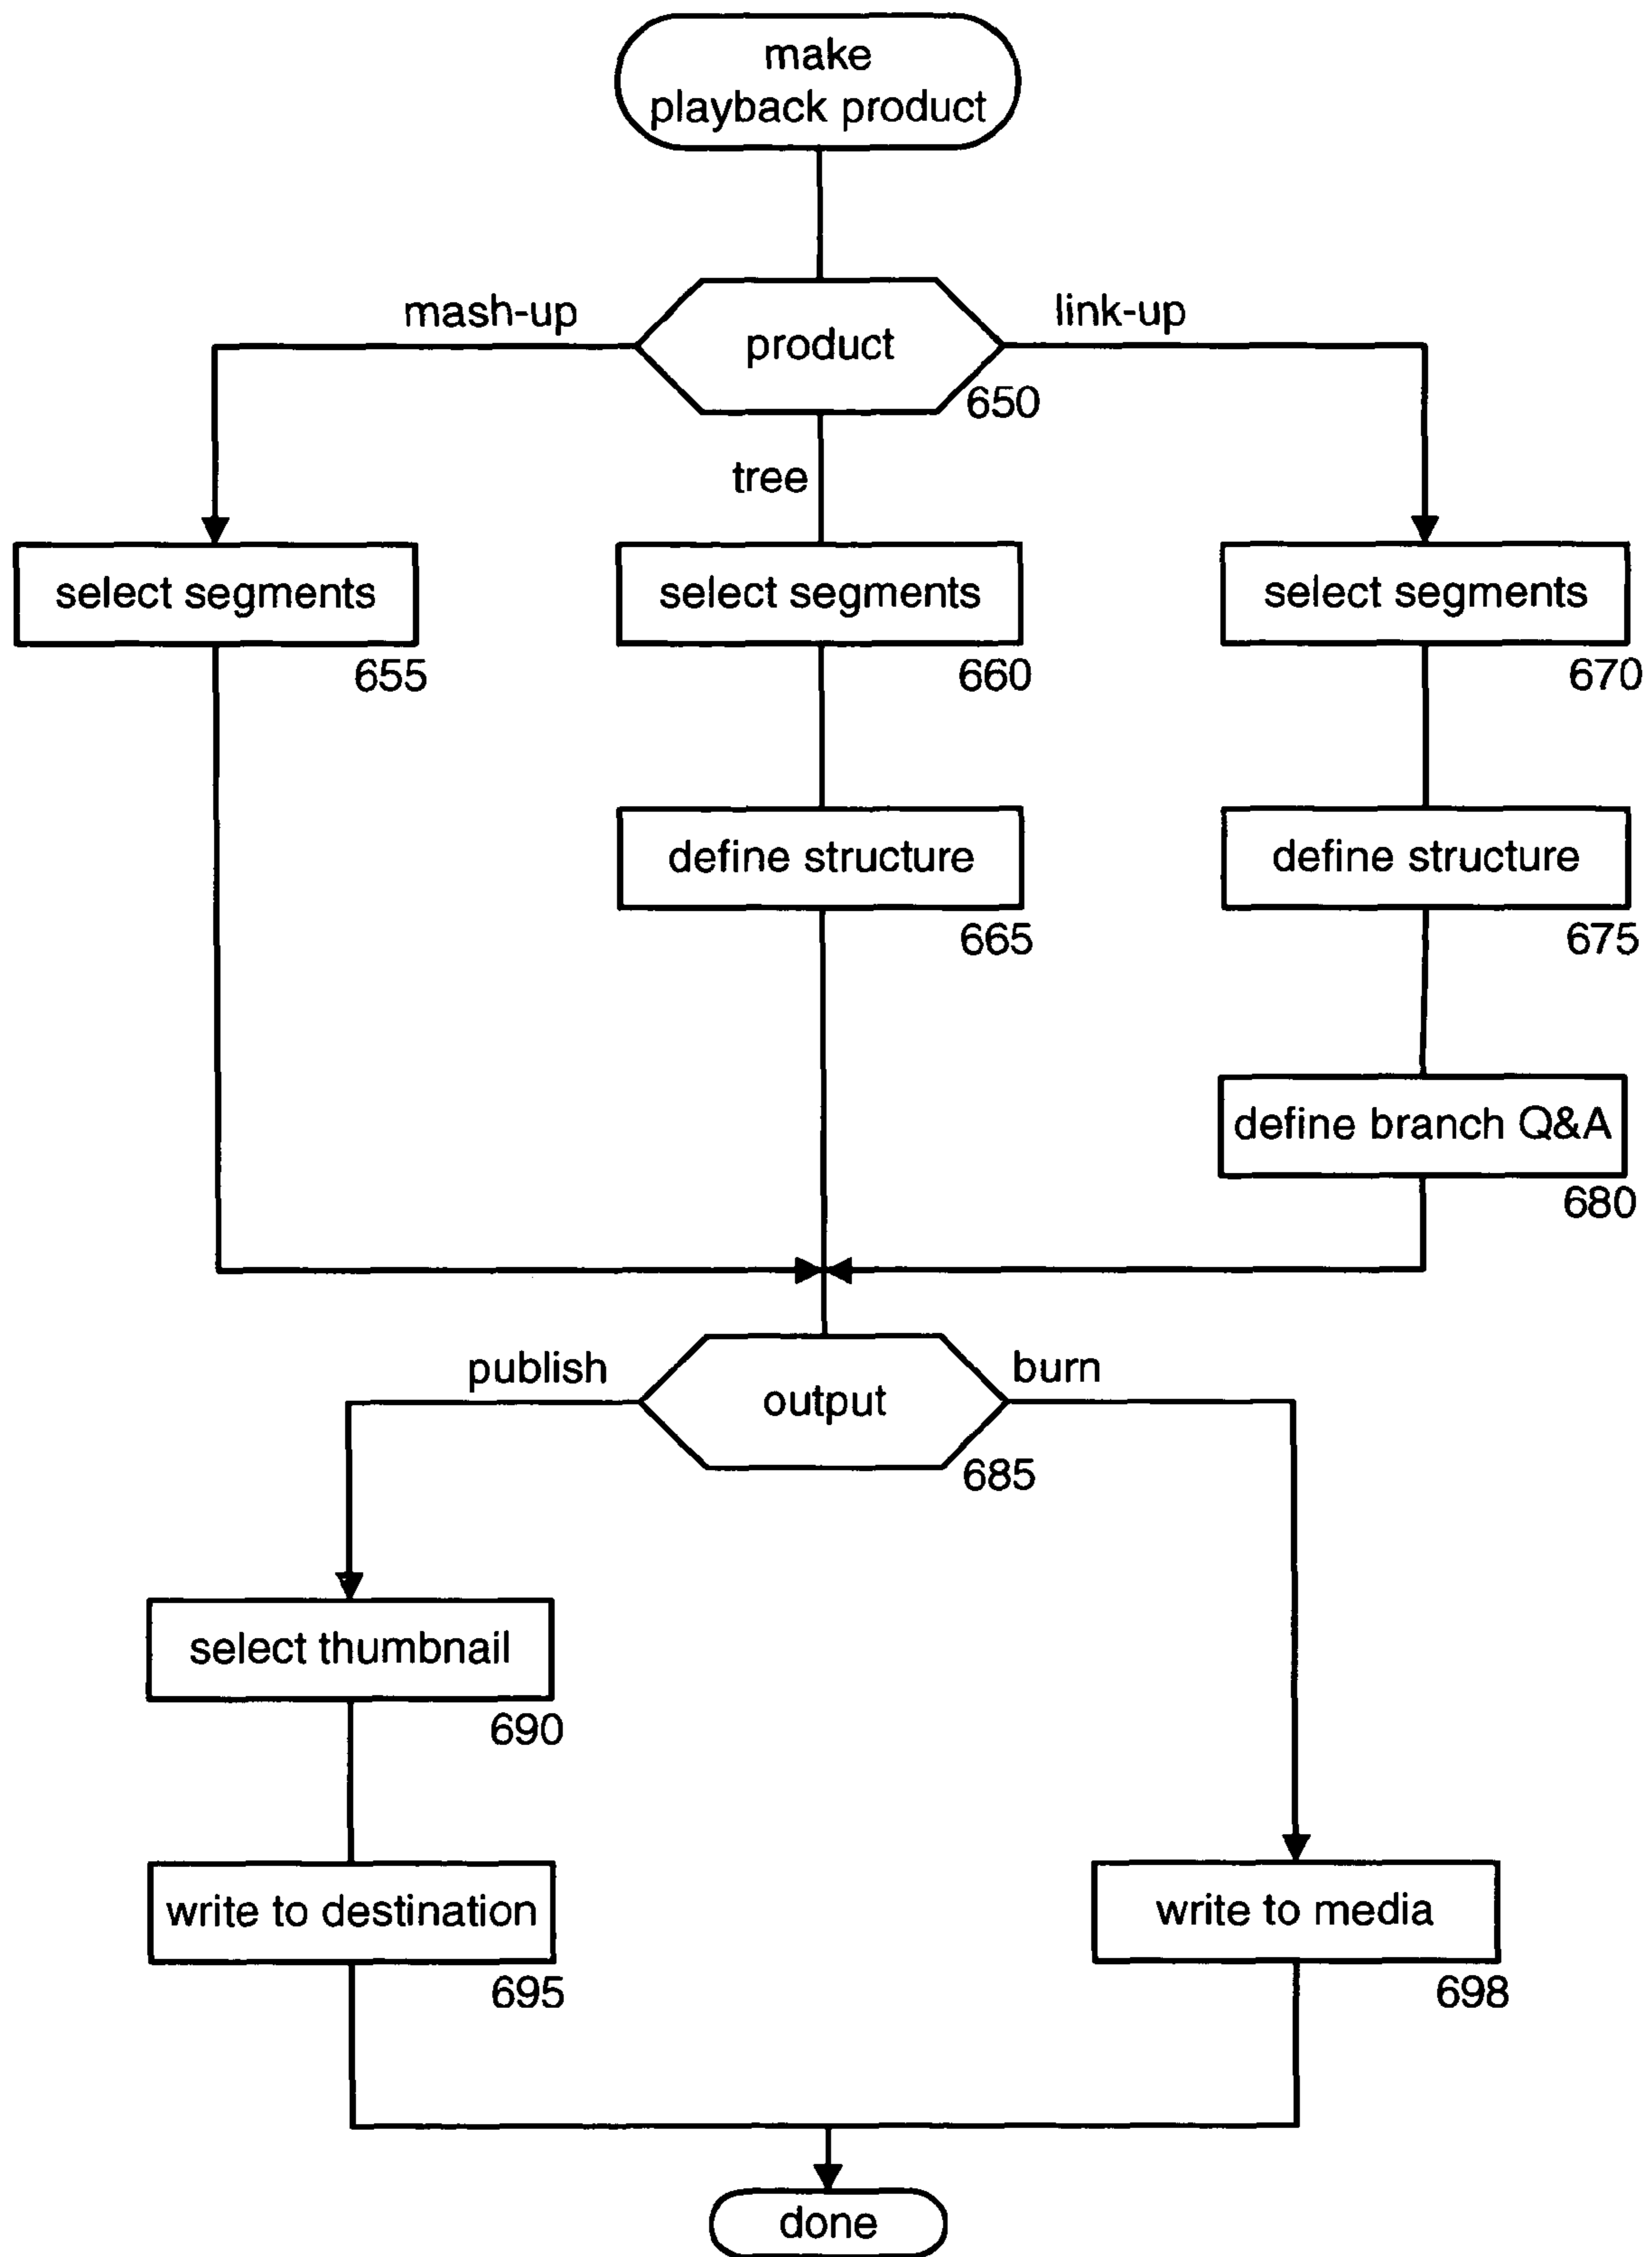 make
playback product
mash-up
link-up
product
650
tree
select segments
select segments
select segments
655
660
670
define structure
define structure
665
675
define branch Q&A
680
publish
burn
output
685
select thumbnail
690
write to destination
write to media
695
698
done